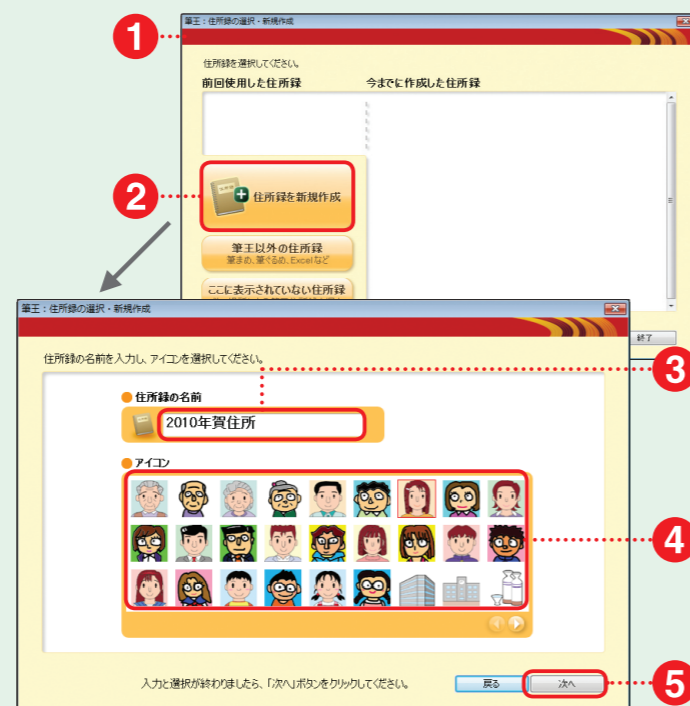 筆王：住所録の選択・新規作成
1
住所録を選択してください。
前回使用した住所録
今までに作成した住所録
2
住所録を新規作成
筆王以外の住所録
筆まめ、筆ぐるめ、Excelなど
ここに表示されていない住所録
終了
筆王：住所録の選択・新規作成
住所録の名前を入力し、アイコンを選択してください。
3
住所録の名前
2010年賀住所
アイコン
4
入力と選択が終わりましたら、「次へ」ボタンをクリックしてください。
戻る
次へ
5